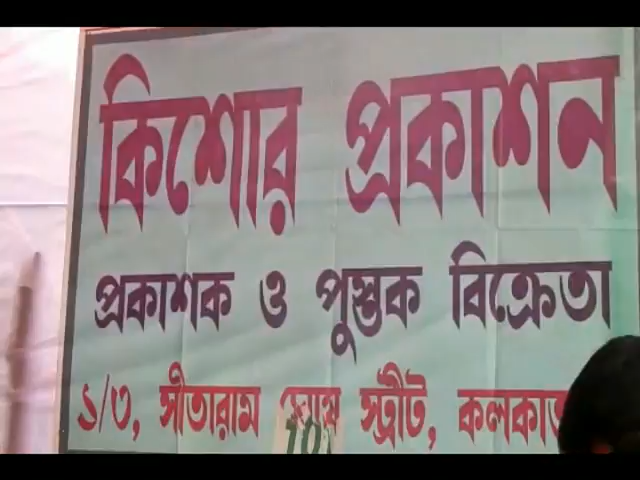 কিশোর প্রকাশন
প্রকাশক ও পুস্তক বিক্রেতা
১/৩, সীতারাম ঘোষ স্ট্রীট,